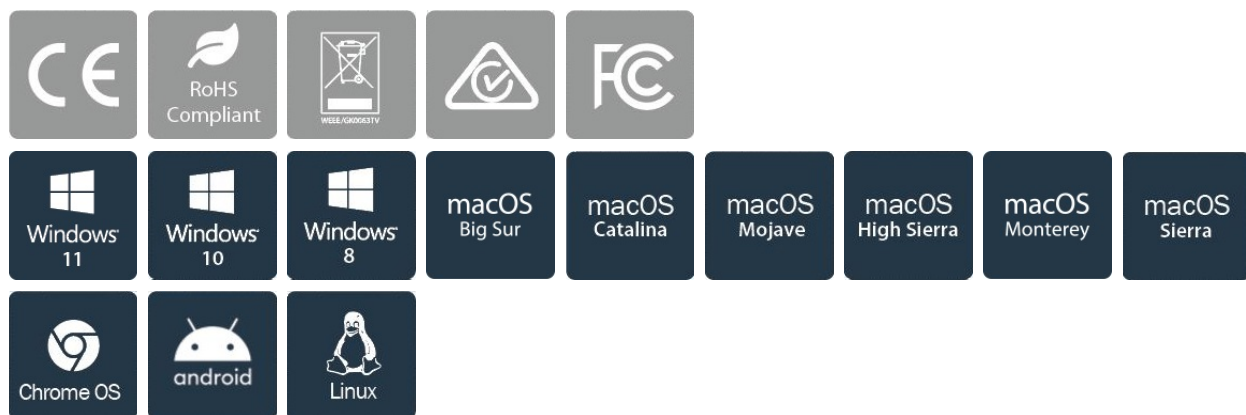 CE
RoHS
Compliant
WEEE/GK0063TV
FC
Windows
11
Windows
10
Windows
8
macOS
Big Sur
macOS
Catalina
macOS
Mojave
macOS
High Sierra
macOS
Monterey
macOS
Sierra
Chrome OS
android
Linux